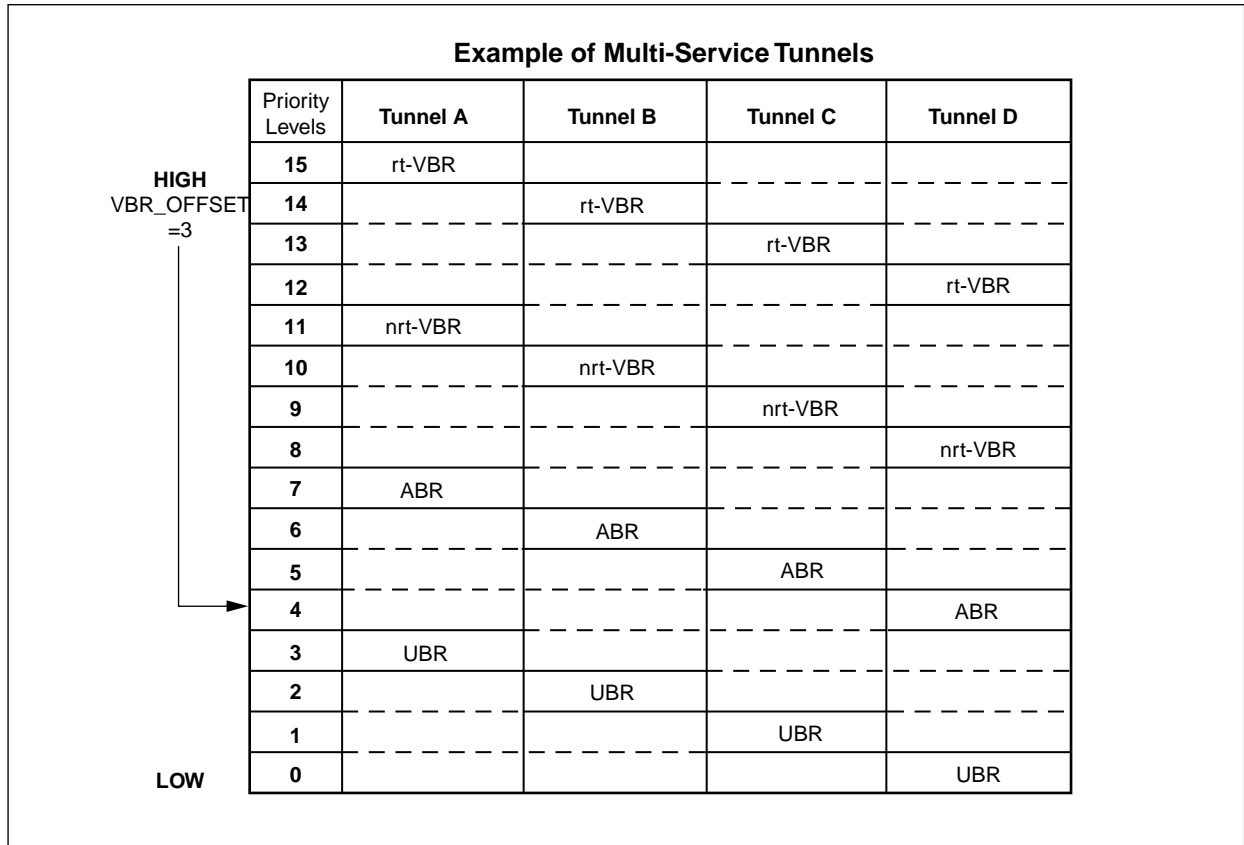 Example of Multi-Service Tunnels
Priority
Levels
Tunnel A
Tunnel B
Tunnel C
Tunnel D
HIGH
VBR_OFFSET
=3
15 rt-VBR
14 rt-VBR
13 rt-VBR
12 rt-VBR
11 nrt-VBR
10 nrt-VBR
9 nrt-VBR
8 nrt-VBR
7 ABR
6 ABR
5 ABR
4 ABR
3 UBR
2 UBR
1 UBR
0 UBR
LOW